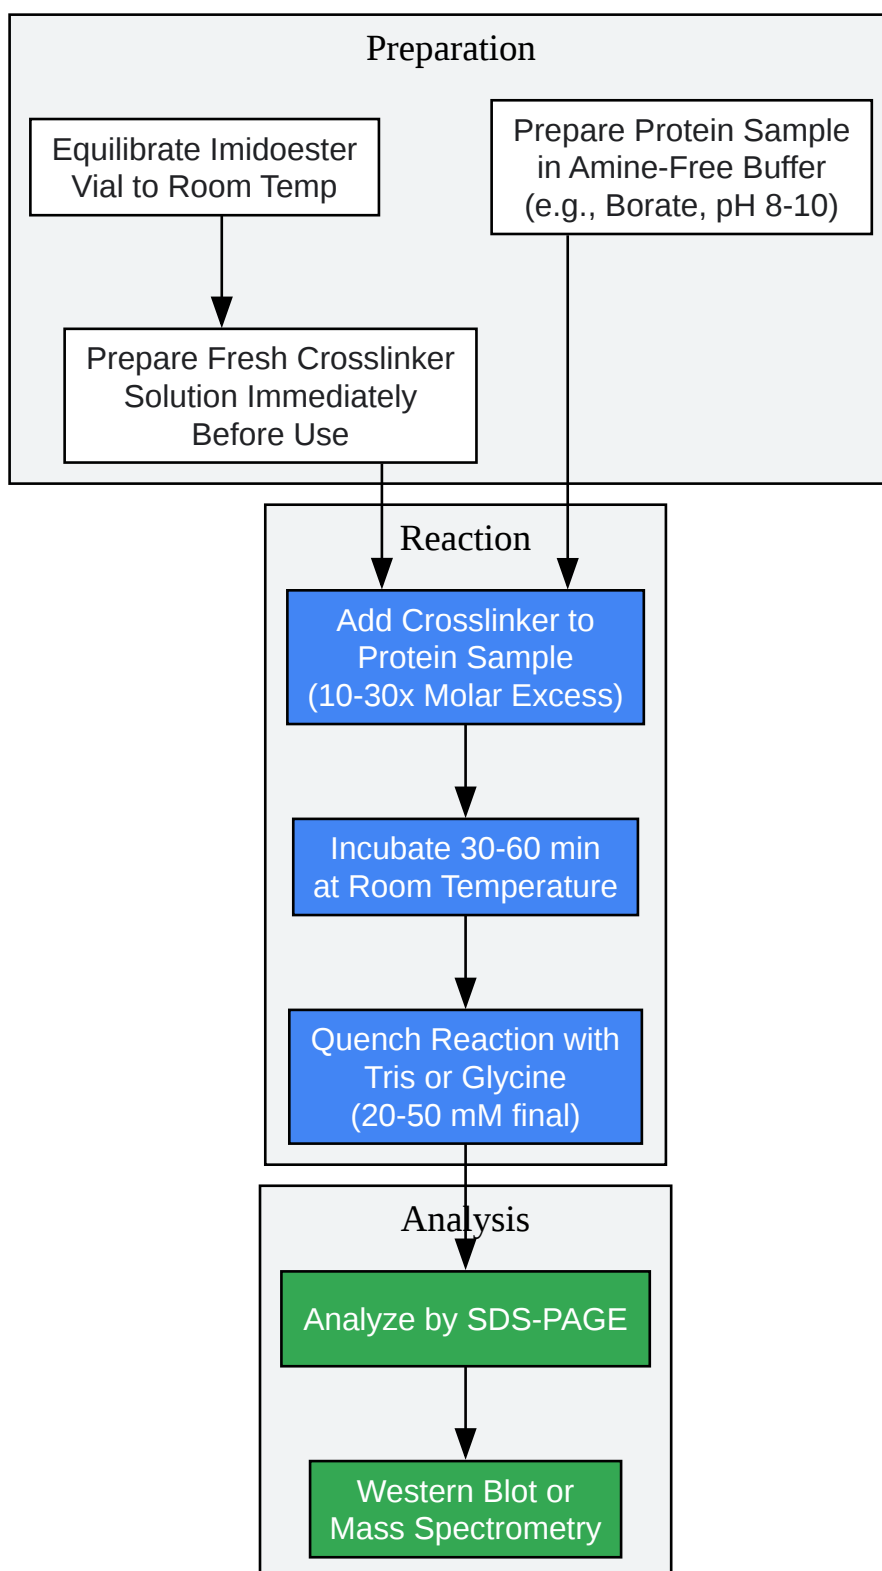 Preparation
Equilibrate Imidoester
Vial to Room Temp
Prepare Protein Sample
in Amine-Free Buffer
(e.g., Borate, pH 8-10)
Prepare Fresh Crosslinker
Solution Immediately
Before Use
Reaction
Add Crosslinker to
Protein Sample
(10-30x Molar Excess)
Incubate 30-60 min
at Room Temperature
Quench Reaction with
Tris or Glycine
(20-50 mM final)
Analysis
Analyze by SDS-PAGE
Western Blot or
Mass Spectrometry